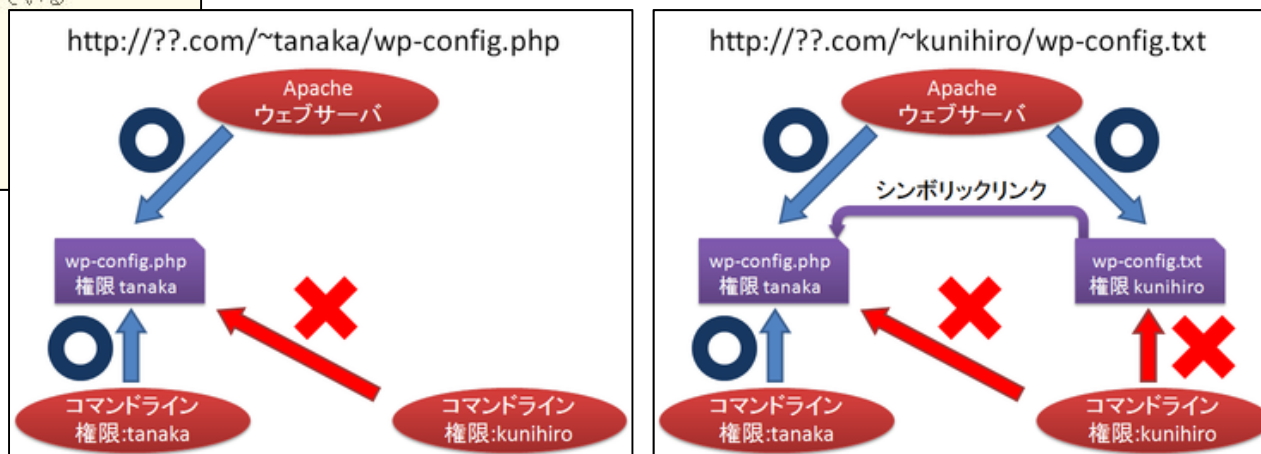 ている
http://??.com/~tanaka/wp-config.php
Apache
ウェブサーバ
wp-config.php
権限 tanaka
コマンドライン
権限:tanaka
コマンドライン
権限:kunihiro
http://??.com/~kunihiro/wp-config.txt
Apache
ウェブサーバ
シンボリックリンク
wp-config.php
権限 tanaka
wp-config.txt
権限 kunihiro
コマンドライン
権限:tanaka
コマンドライン
権限:kunihiro